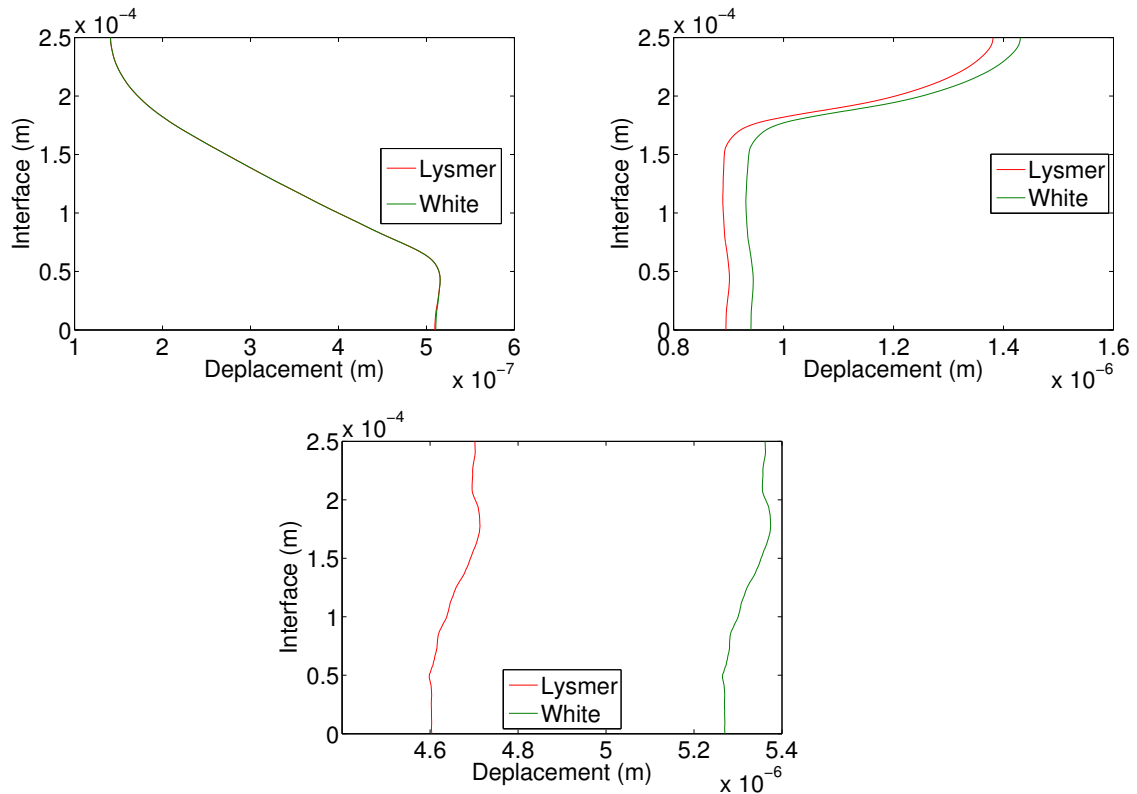 x 10⁻⁴
2.5
2
1.5
1
0.5
0
Interface (m)
Lysmer
White
1 2 3 4 5 6
Deplacement (m)
x 10⁻⁷
x 10⁻⁴
2.5
2
1.5
1
0.5
0
Interface (m)
Lysmer
White
0.8 1 1.2 1.4 1.6
Deplacement (m)
x 10⁻⁶
x 10⁻⁴
2.5
2
1.5
1
0.5
0
Interface (m)
Lysmer
White
4.6 4.8 5 5.2 5.4
Deplacement (m)
x 10⁻⁶